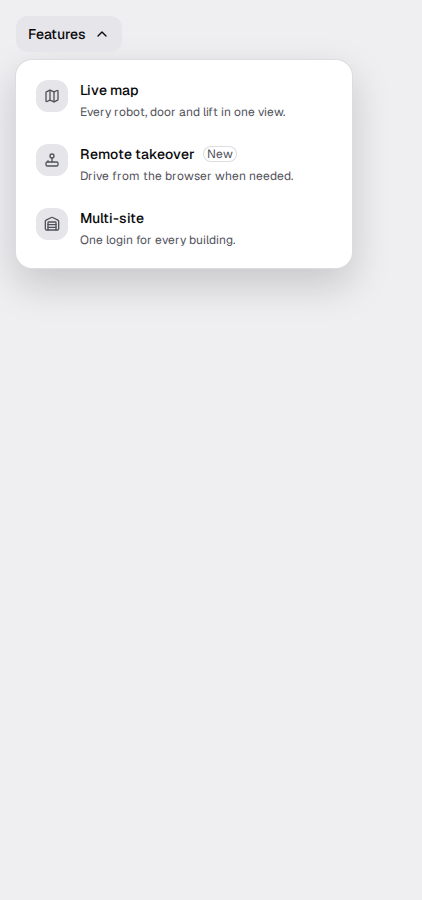 Features
Live map
Every robot, door and lift in one view.
Remote takeover New
Drive from the browser when needed.
Multi-site
One login for every building.